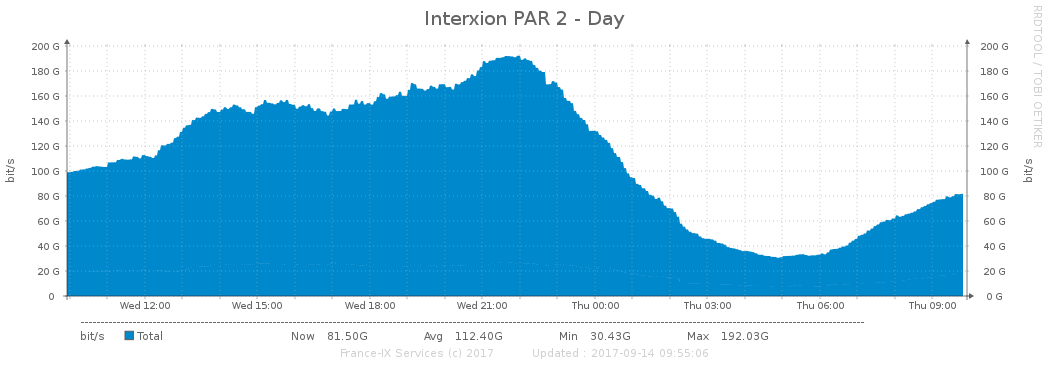 Interxion PAR 2 - Day
RRDTOOL / TOBI OETIKER
200 G 200 G
180 G 180 G
160 G 160 G
140 G 140 G
120 G 120 G
100 G 100 G
80 G 80 G
60 G 60 G
40 G 40 G
20 G 20 G
0 0 G
bit/s bit/s
Wed 12:00 Wed 15:00 Wed 18:00 Wed 21:00 Thu 00:00 Thu 03:00 Thu 06:00 Thu 09:00
bit/s Total Now 81.50G Avg 112.40G Min 30.43G Max 192.03G
France-IX Services (c) 2017 Updated : 2017-09-14 09:55:06